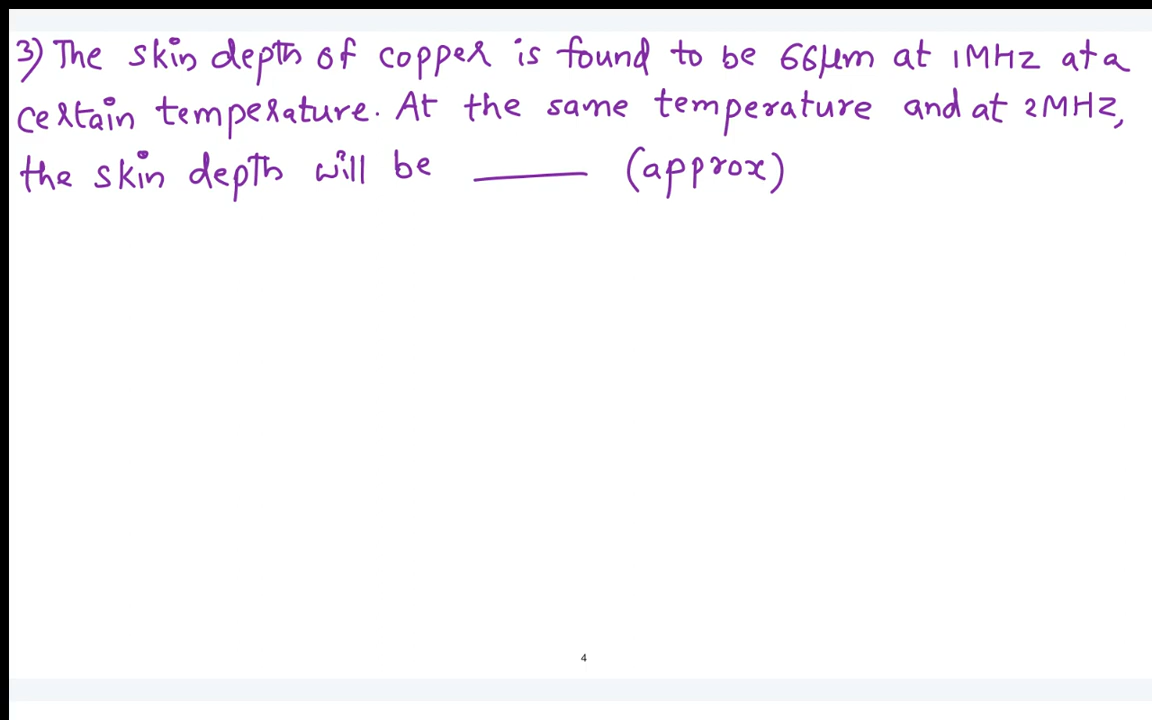 3) The skin depth of copper is found to be 66μm at 1MHz at a
certain temperature. At the same temperature and at 2MHz,
the skin depth will be ____ (approx)
4